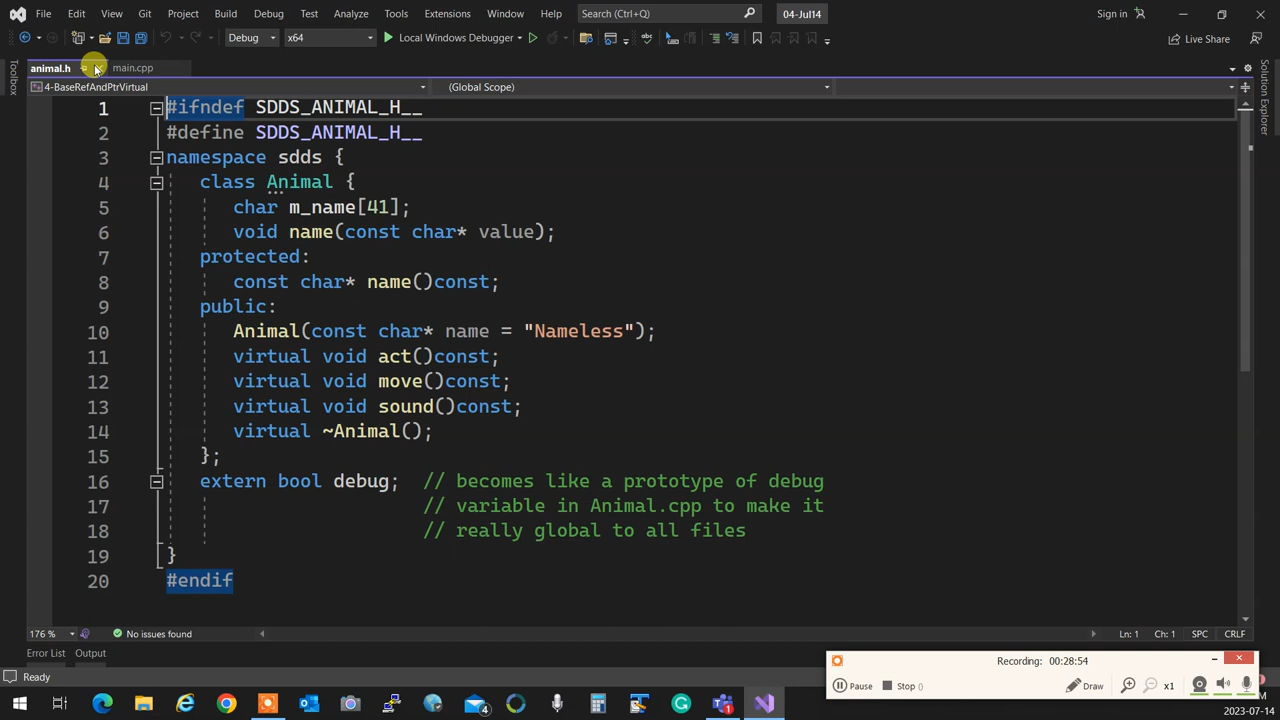 File Edit View Git Project Build Debug Test Analyze Tools Extensions Window Help Search (Ctrl+Q) 04-Jul14 Sign in
Debug x64 Local Windows Debugger Live Share
animal.h main.cpp
4-BaseRefAndPtrVirtual (Global Scope)
Toolbox
Solution Explorer
1 #ifndef SDDS_ANIMAL_H__
2 #define SDDS_ANIMAL_H__
3 namespace sdds {
4 class Animal {
5 char m_name[41];
6 void name(const char* value);
7 protected:
8 const char* name()const;
9 public:
10 Animal(const char* name = "Nameless");
11 virtual void act()const;
12 virtual void move()const;
13 virtual void sound()const;
14 virtual ~Animal();
15 };
16 extern bool debug; // becomes like a prototype of debug
17 // variable in Animal.cpp to make it
18 // really global to all files
19 }
20 #endif
176 % No issues found Ln: 1 Ch: 1 SPC CRLF
Error List Output
Ready
Recording: 00:28:54
Pause Stop () Draw x1
4
2023-07-14